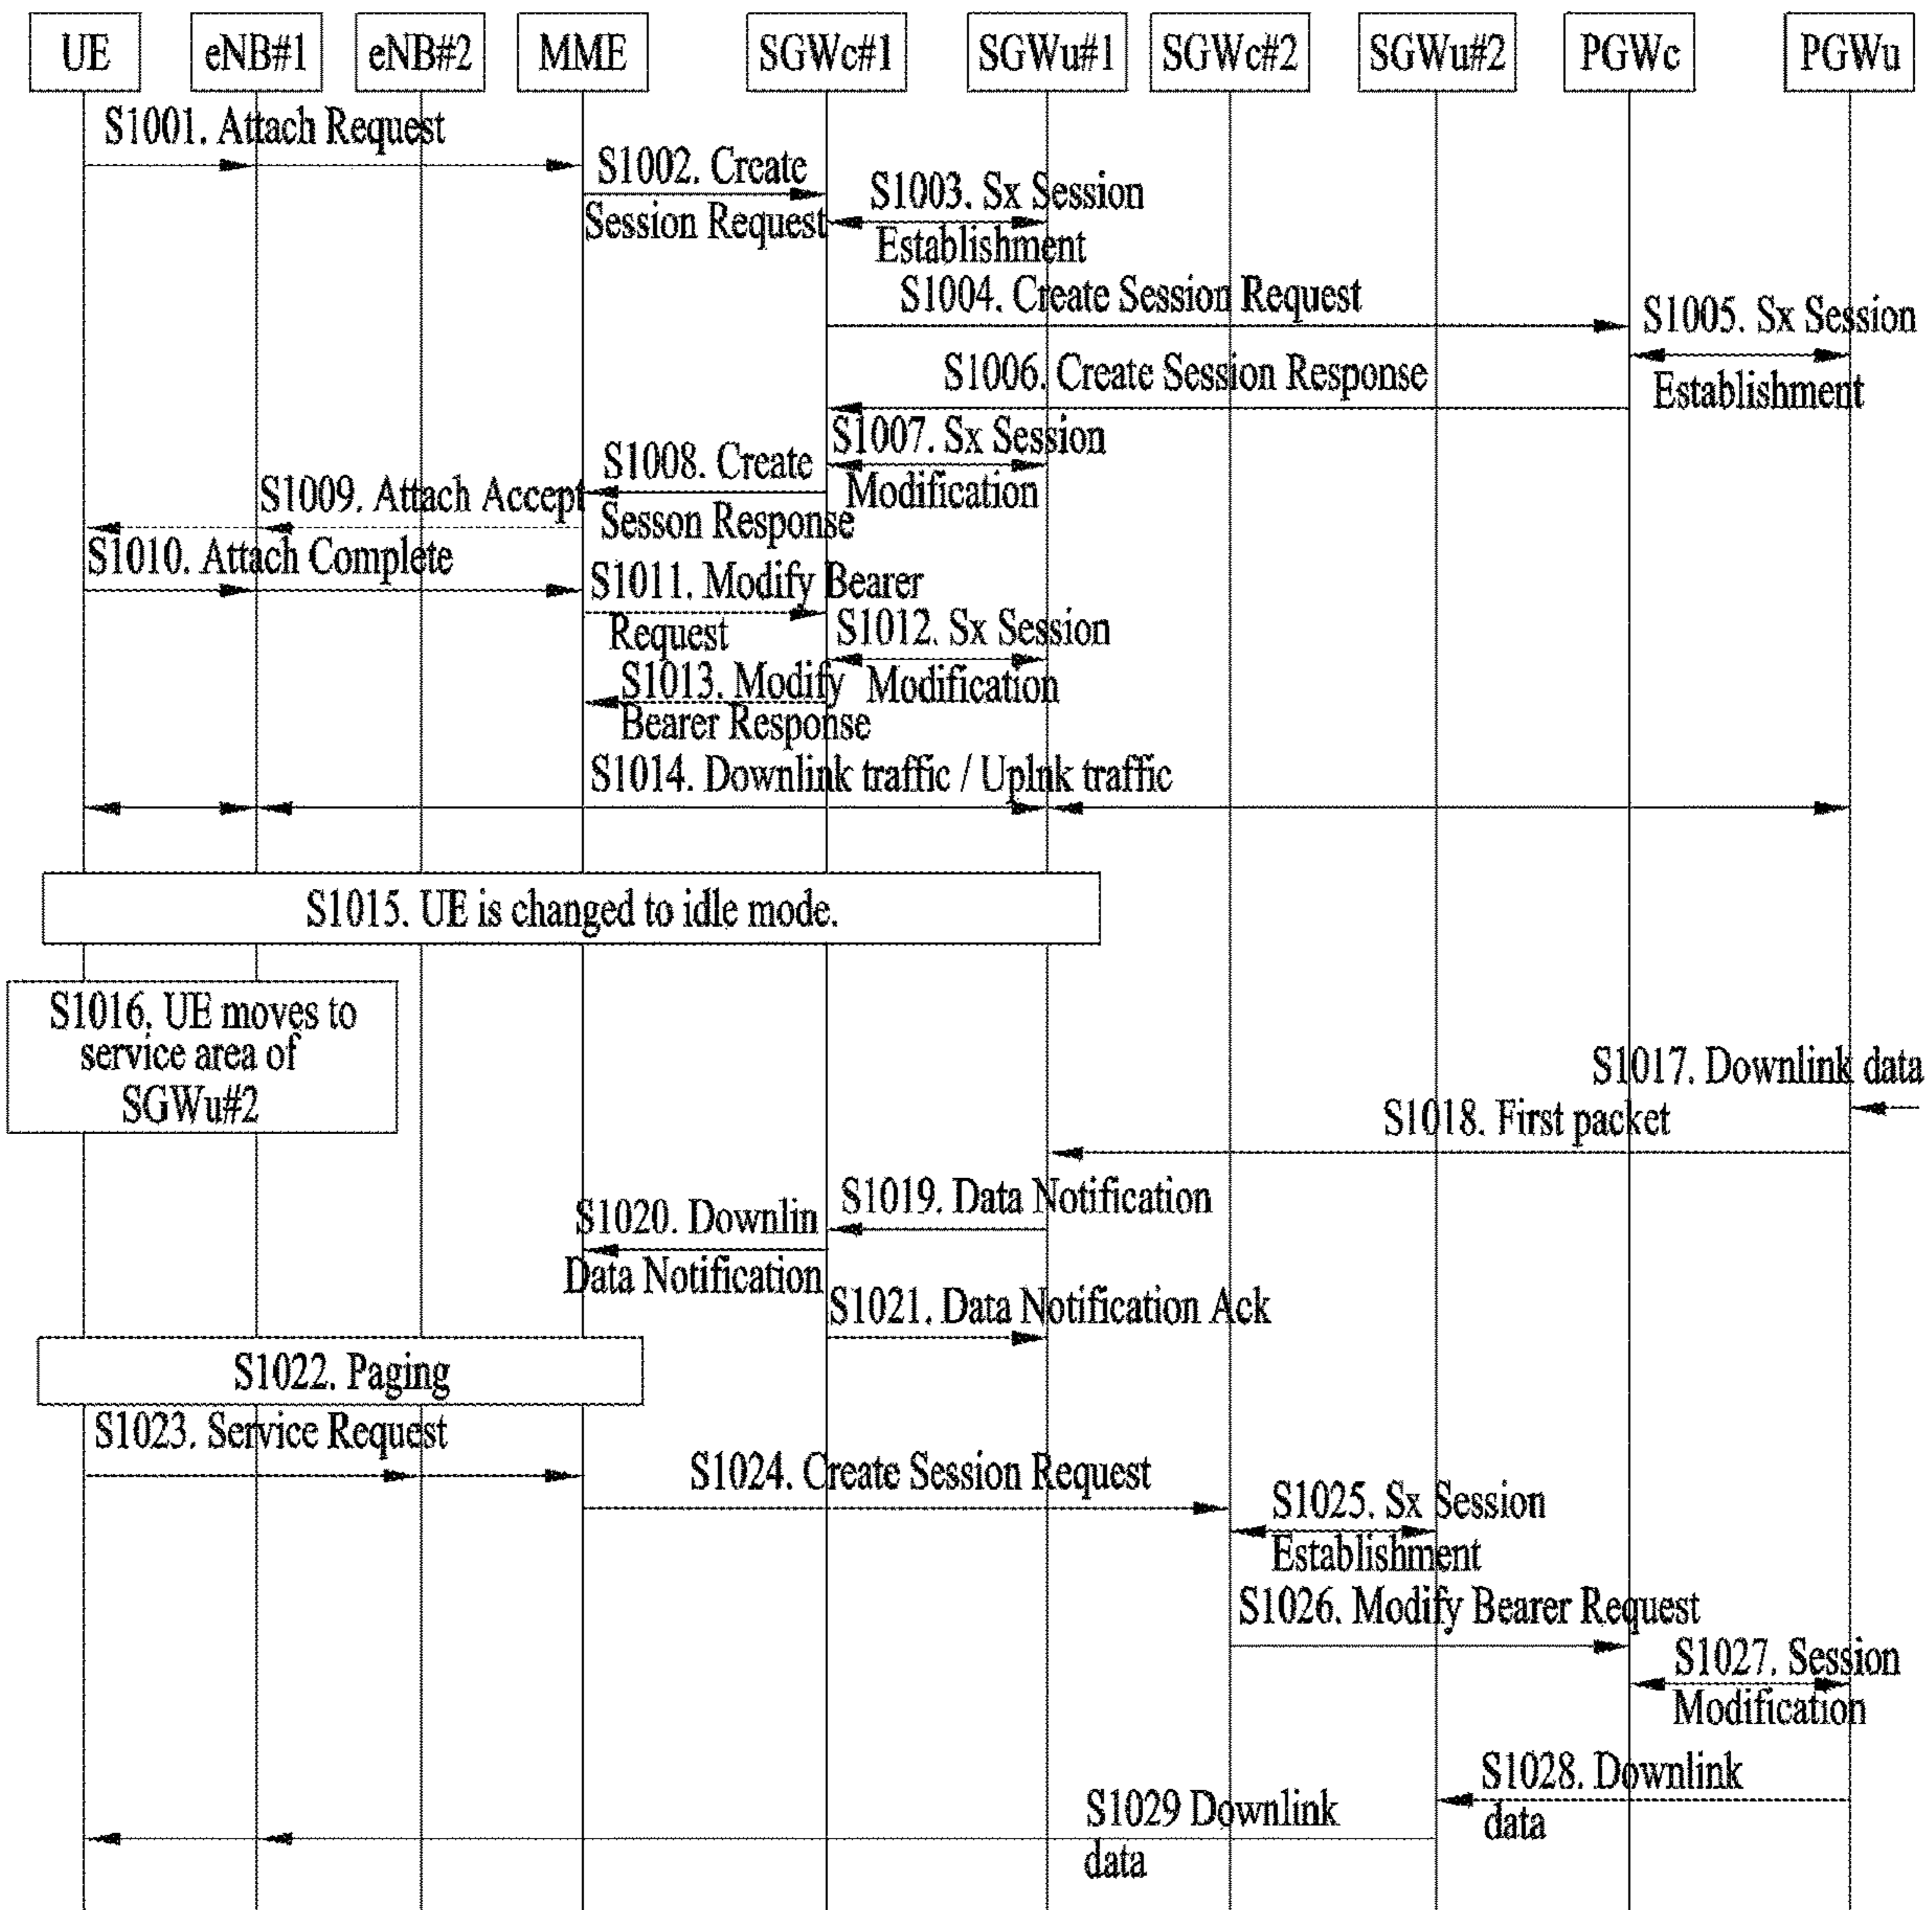 UE eNB#1 eNB#2 MME SGWc#1 SGWu#1 SGWc#2 SGWu#2 PGWc PGWu
S1001. Attach Request
S1002. Create
Session Request
S1003. Sx Session
Establishment
S1004. Create Session Request
S1005. Sx Session
Establishment
S1006. Create Session Response
S1007. Sx Session
Modification
S1008. Create
Sesson Response
S1009. Attach Accept
S1010. Attach Complete
S1011. Modify Bearer
Request
S1012. Sx Session
Modification
S1013. Modify
Bearer Response
S1014. Downlink traffic / Uplnk traffic
S1015. UE is changed to idle mode.
S1016. UE moves to
service area of
SGWu#2
S1017. Downlink data
S1018. First packet
S1019. Data Notification
S1020. Downlin
Data Notification
S1021. Data Notification Ack
S1022. Paging
S1023. Service Request
S1024. Create Session Request
S1025. Sx Session
Establishment
S1026. Modify Bearer Request
S1027. Session
Modification
S1028. Downlink
data
S1029 Downlink
data